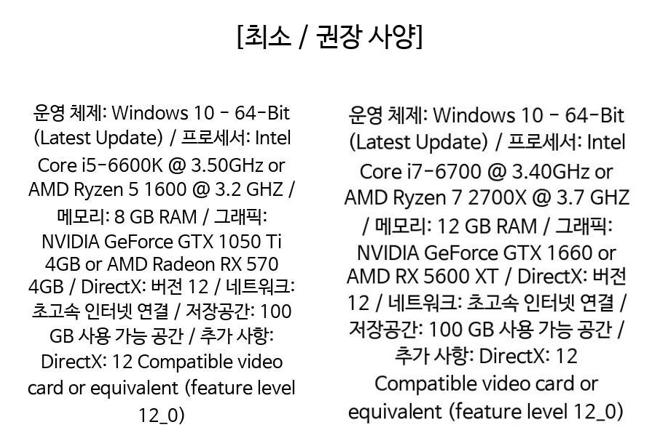 [최소 / 권장 사양]
운영 체제: Windows 10 - 64-Bit
(Latest Update) / 프로세서: Intel
Core i5-6600K @ 3.50GHz or
AMD Ryzen 5 1600 @ 3.2 GHZ /
메모리: 8 GB RAM / 그래픽:
NVIDIA GeForce GTX 1050 Ti
4GB or AMD Radeon RX 570
4GB / DirectX: 버전 12 / 네트워크:
초고속 인터넷 연결 / 저장공간: 100
GB 사용 가능 공간 / 추가 사항:
DirectX: 12 Compatible video
card or equivalent (feature level
12_0)
운영 체제: Windows 10 - 64-Bit
(Latest Update) / 프로세서: Intel
Core i7-6700 @ 3.40GHz or
AMD Ryzen 7 2700X @ 3.7 GHZ
/ 메모리: 12 GB RAM / 그래픽:
NVIDIA GeForce GTX 1660 or
AMD RX 5600 XT / DirectX: 버전
12 / 네트워크: 초고속 인터넷 연결 /
저장공간: 100 GB 사용 가능 공간 /
추가 사항: DirectX: 12
Compatible video card or
equivalent (feature level 12_0)